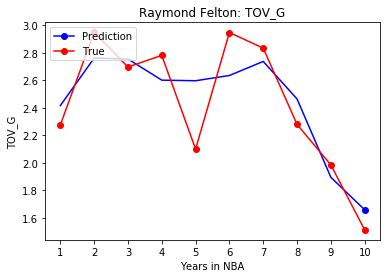 Raymond Felton: TOV_G
Prediction
True
3.0
2.8
2.6
2.4
2.2
2.0
1.8
1.6
TOV_G
1 2 3 4 5 6 7 8 9 10
Years in NBA